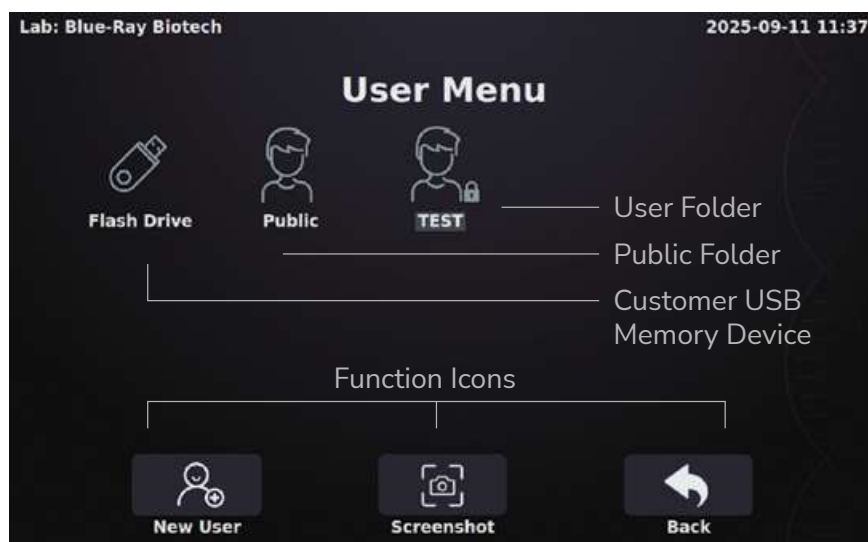 Lab: Blue-Ray Biotech
2025-09-11 11:37
User Menu
Flash Drive
Public
TEST
User Folder
Public Folder
Customer USB
Memory Device
Function Icons
New User
Screenshot
Back